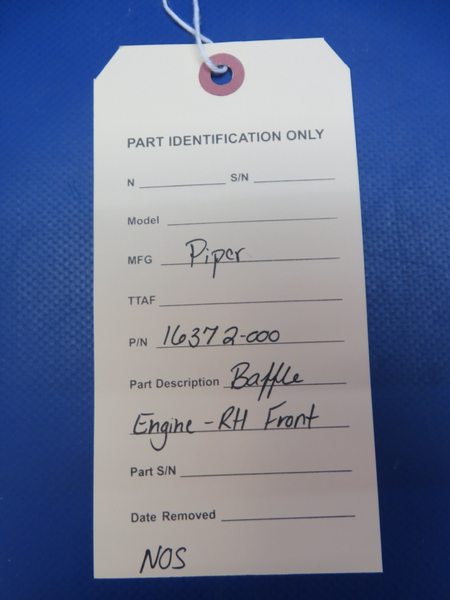 PART IDENTIFICATION ONLY
N S/N
Model
MFG Piper
TTAF
P/N 16372-000
Part Description Baffle
Engine - RH Front
Part S/N
Date Removed
NOS